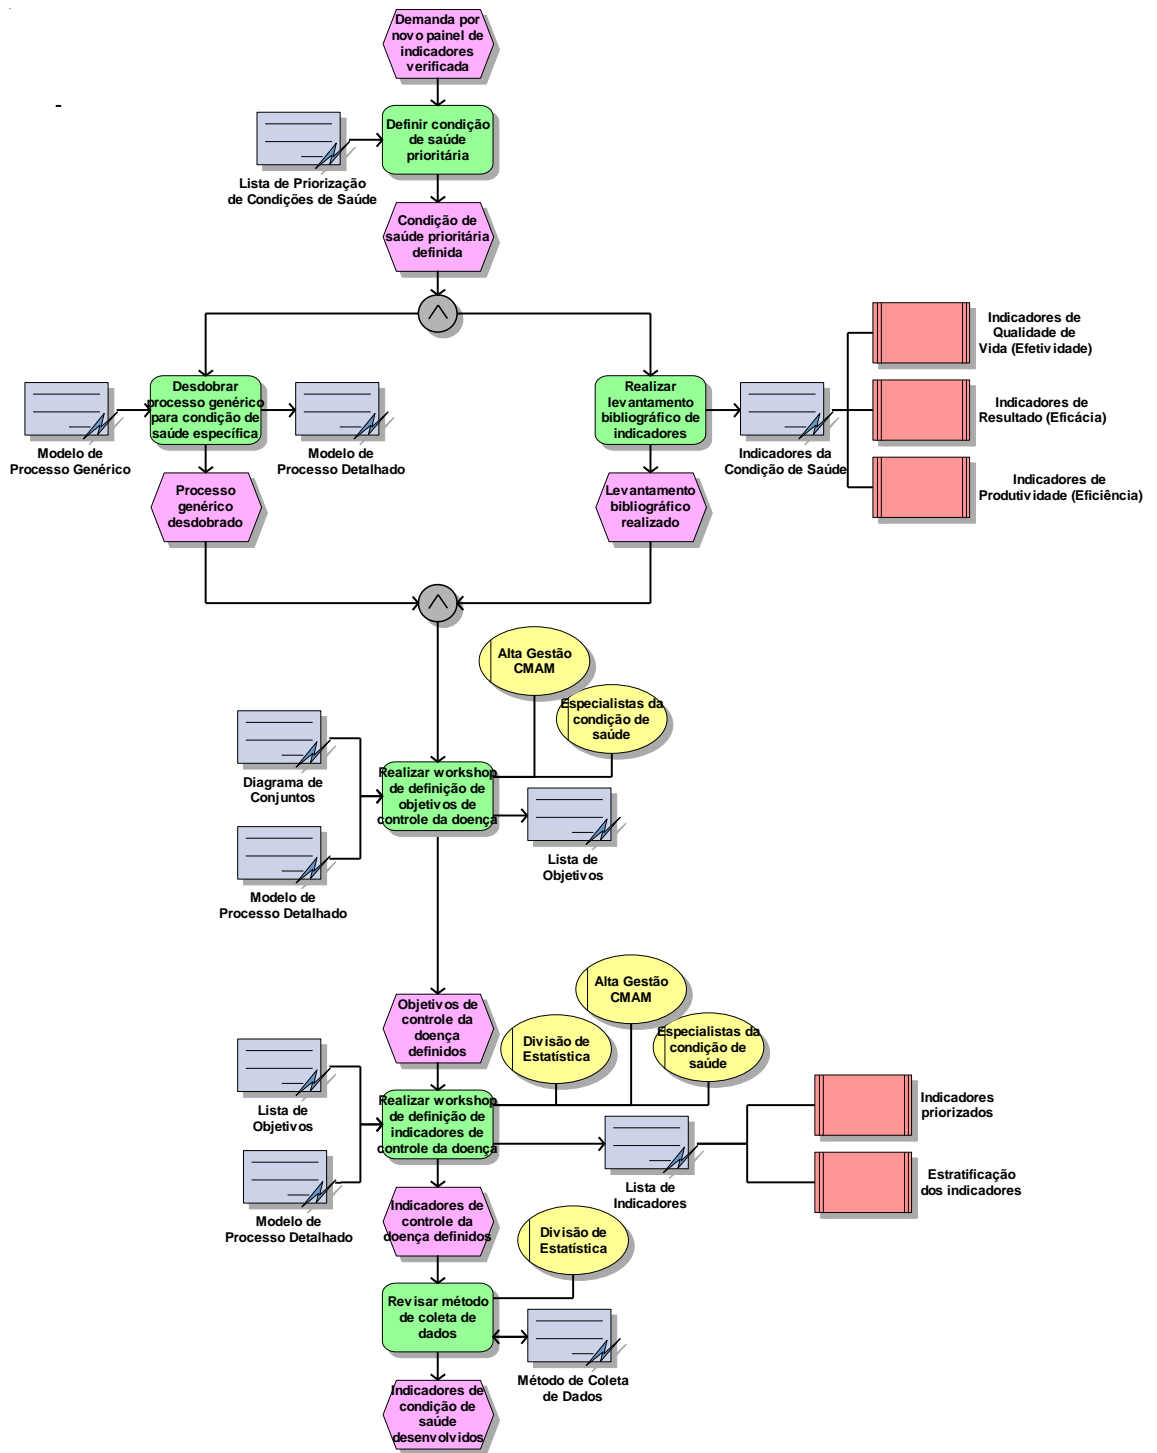 Demanda por
novo painel de
indicadores
verificada
-
Definir condição
de saúde
prioritária
Lista de Priorização
de Condições de Saúde
Condição de
saúde prioritária
definida
Desdobrar
processo genérico
para condição de
saúde específica
Modelo de
Processo Genérico
Modelo de
Processo Detalhado
Realizar
levantamento
bibliográfico de
indicadores
Indicadores da
Condição de Saúde
Indicadores de
Qualidade de
Vida (Efetividade)
Indicadores de
Resultado (Eficácia)
Indicadores de
Produtividade (Eficiência)
Processo
genérico
desdobrado
Levantamento
bibliográfico
realizado
Alta Gestão
CMAM
Especialistas da
condição de
saúde
Diagrama de
Conjuntos
Realizar workshop
de definição de
objetivos de
controle da doença
Lista de
Objetivos
Modelo de
Processo Detalhado
Objetivos de
controle da
doença
definidos
Divisão de
Estatística
Alta Gestão
CMAM
Especialistas da
condição de
saúde
Lista de
Objetivos
Realizar workshop
de definição de
indicadores de
controle da doença
Indicadores
priorizados
Lista de
Indicadores
Estratificação
dos indicadores
Modelo de
Processo Detalhado
Indicadores de
controle da
doença definidos
Divisão de
Estatística
Revisar método
de coleta de
dados
Método de Coleta
de Dados
Indicadores de
condição de
saúde
desenvolvidos